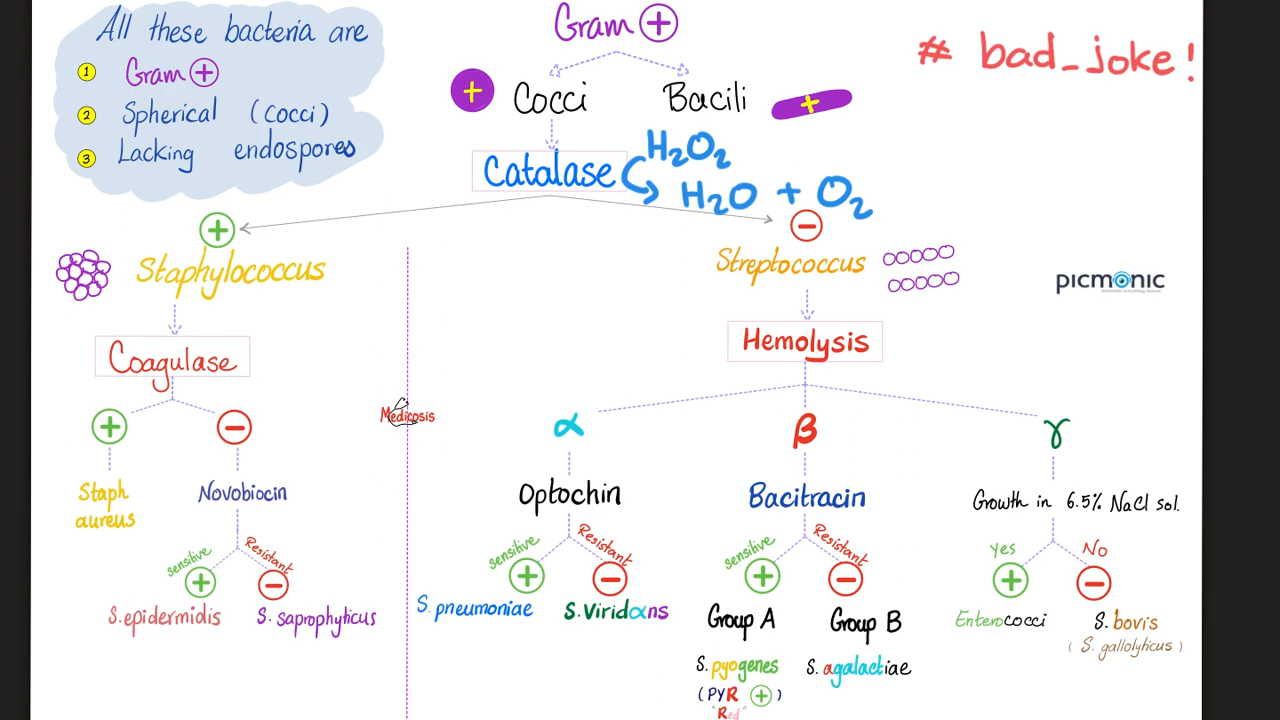 All these bacteria are
1 Gram +
2 Spherical (cocci)
3 Lacking endospores
Gram +
# bad_joke!
+ Cocci
Bacili +
Catalase
H₂O₂
H₂O + O₂
+
−
Staphylococcus
Streptococcus
picmonic
Coagulase
Hemolysis
Medicosis
+
−
α
β
γ
Staph
aureus
Novobiocin
Optochin
Bacitracin
Growth in 6.5% NaCl sol.
sensitive
Resistant
sensitive
Resistant
sensitive
Resistant
Yes
No
+
−
+
−
+
−
+
−
S.epidermidis
S. saprophyticus
S. pneumoniae
S. Viridαns
Group A
Group B
Enterococci
S. bovis
( S. gallolyticus )
S. pyogenes
S. agalactiae
(PYR + )
"Red"